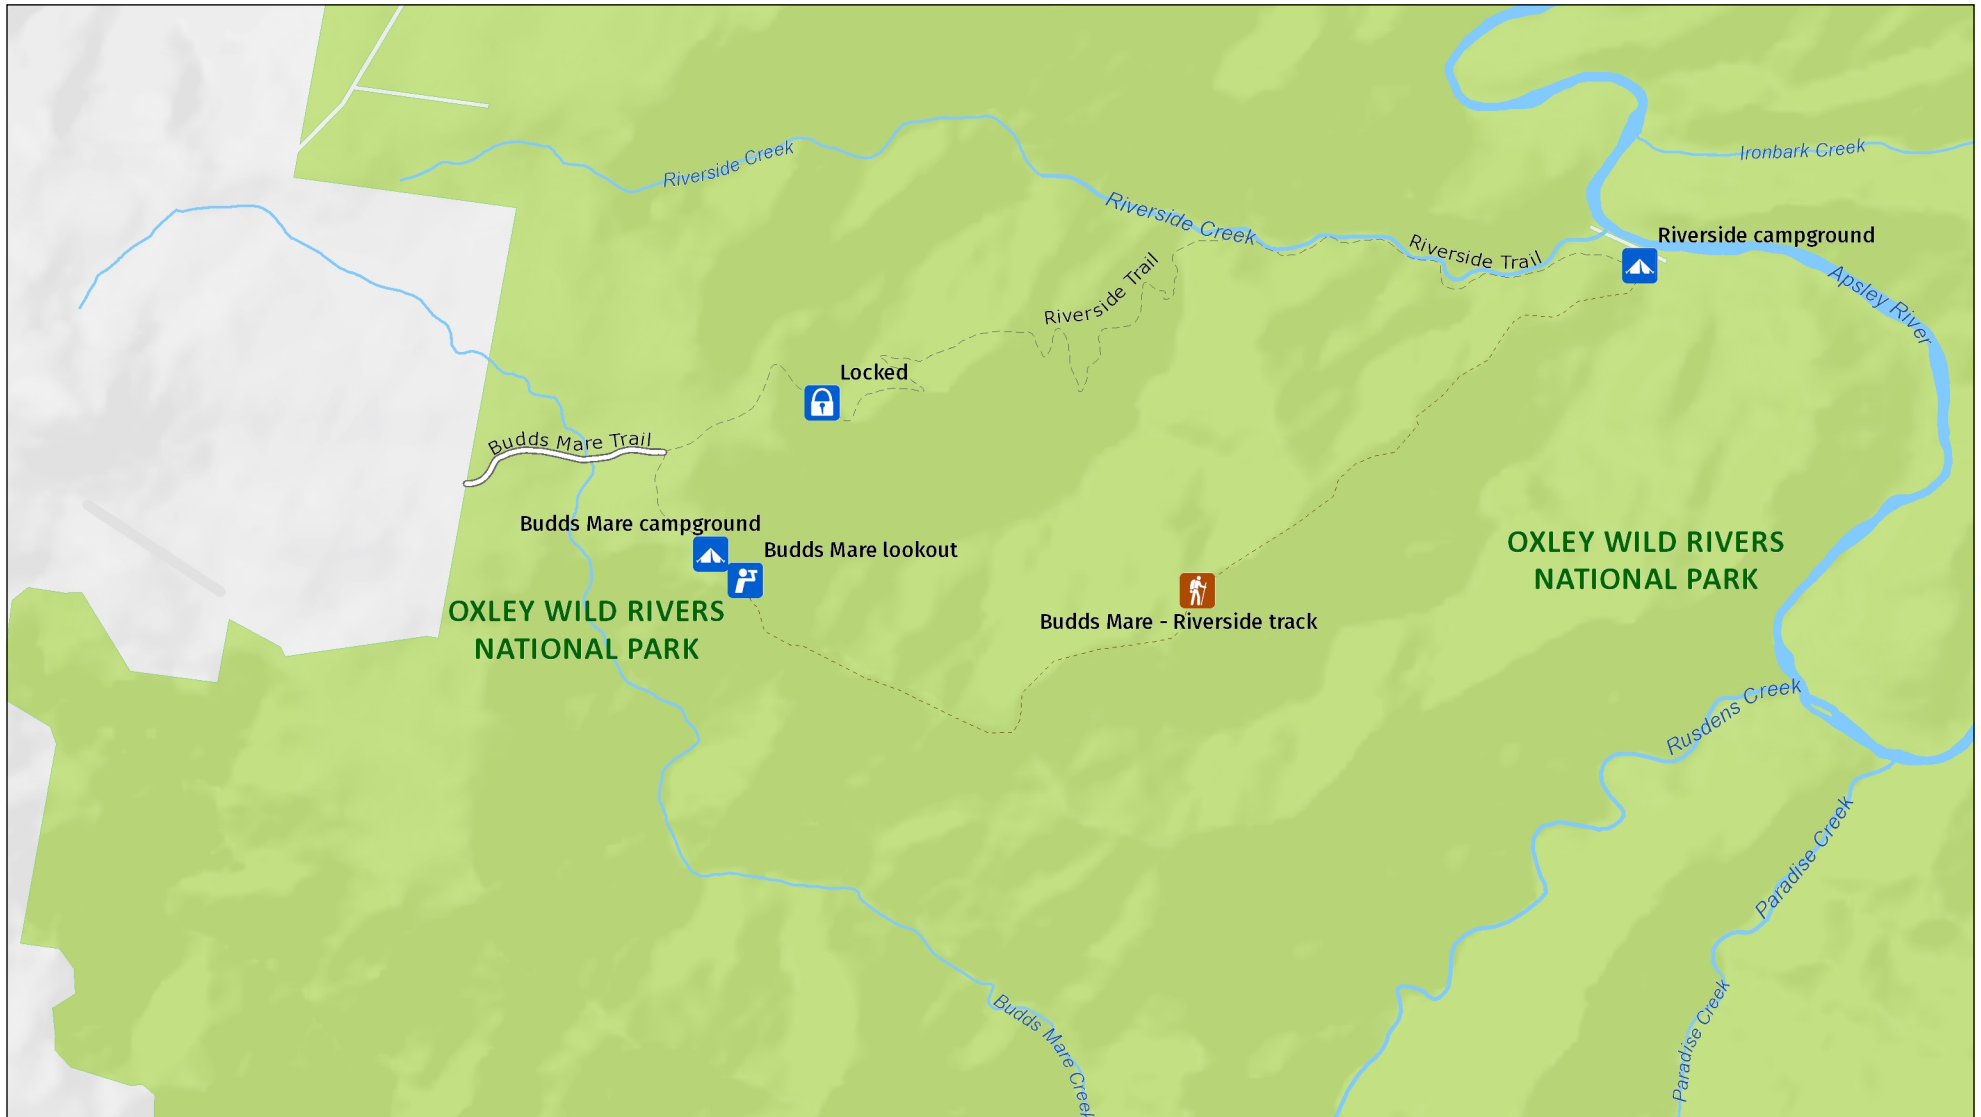 Riverside Creek
Ironbark Creek
Riverside Creek
Riverside campground
Riverside Trail
Riverside Trail
Apsley River
Locked
Budds Mare Trail
Budds Mare campground
Budds Mare lookout
OXLEY WILD RIVERS
NATIONAL PARK
OXLEY WILD RIVERS
NATIONAL PARK
Budds Mare - Riverside track
Rusdens Creek
Paradise Creek
Paradise Creek
Budds Mare Creek